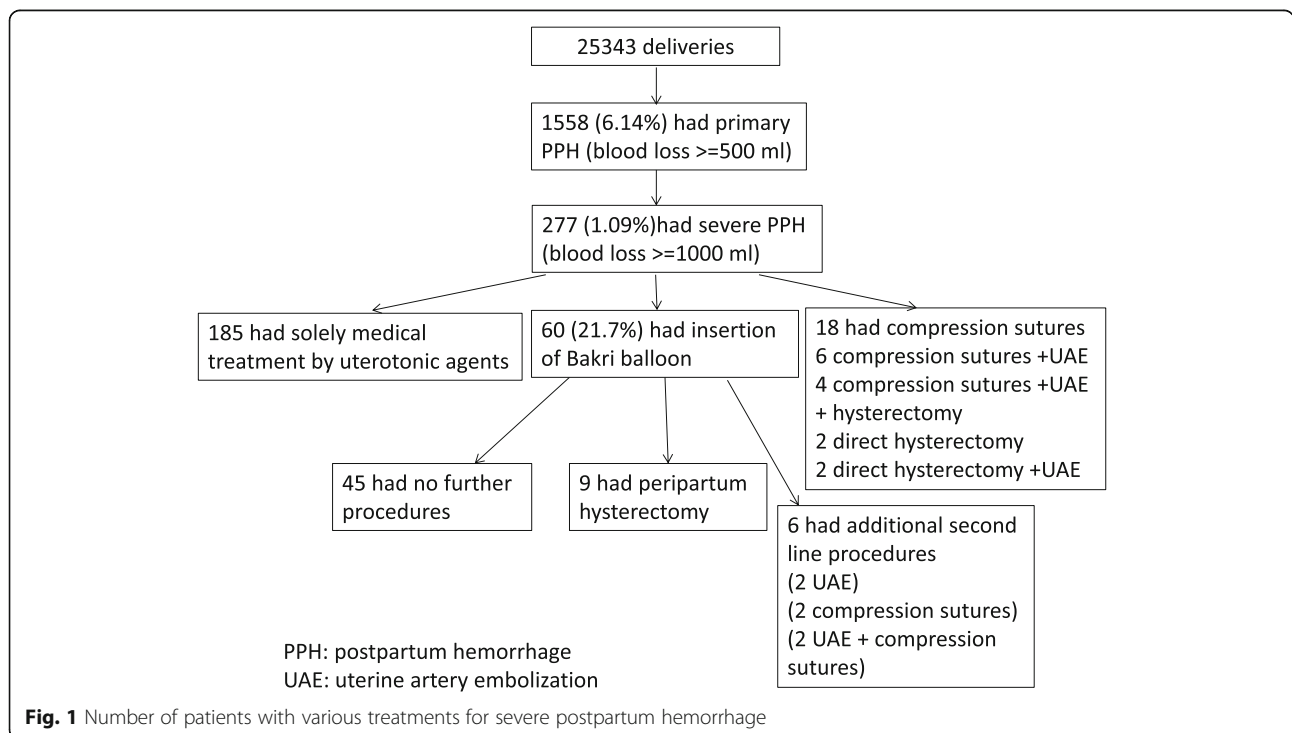 25343 deliveries
1558 (6.14%) had primary
PPH (blood loss >=500 ml)
277 (1.09%)had severe PPH
(blood loss >=1000 ml)
185 had solely medical
treatment by uterotonic agents
60 (21.7%) had insertion
of Bakri balloon
18 had compression sutures
6 compression sutures +UAE
4 compression sutures +UAE
+ hysterectomy
2 direct hysterectomy
2 direct hysterectomy +UAE
45 had no further
procedures
9 had peripartum
hysterectomy
6 had additional second
line procedures
(2 UAE)
(2 compression sutures)
(2 UAE + compression
sutures)
PPH: postpartum hemorrhage
UAE: uterine artery embolization
Fig. 1 Number of patients with various treatments for severe postpartum hemorrhage